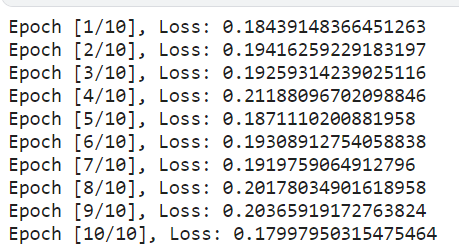 Epoch [1/10], Loss: 0.18439148366451263
Epoch [2/10], Loss: 0.19416259229183197
Epoch [3/10], Loss: 0.19259314239025116
Epoch [4/10], Loss: 0.21188096702098846
Epoch [5/10], Loss: 0.1871110200881958
Epoch [6/10], Loss: 0.19308912754058838
Epoch [7/10], Loss: 0.1919759064912796
Epoch [8/10], Loss: 0.20178034901618958
Epoch [9/10], Loss: 0.20365919172763824
Epoch [10/10], Loss: 0.17997950315475464